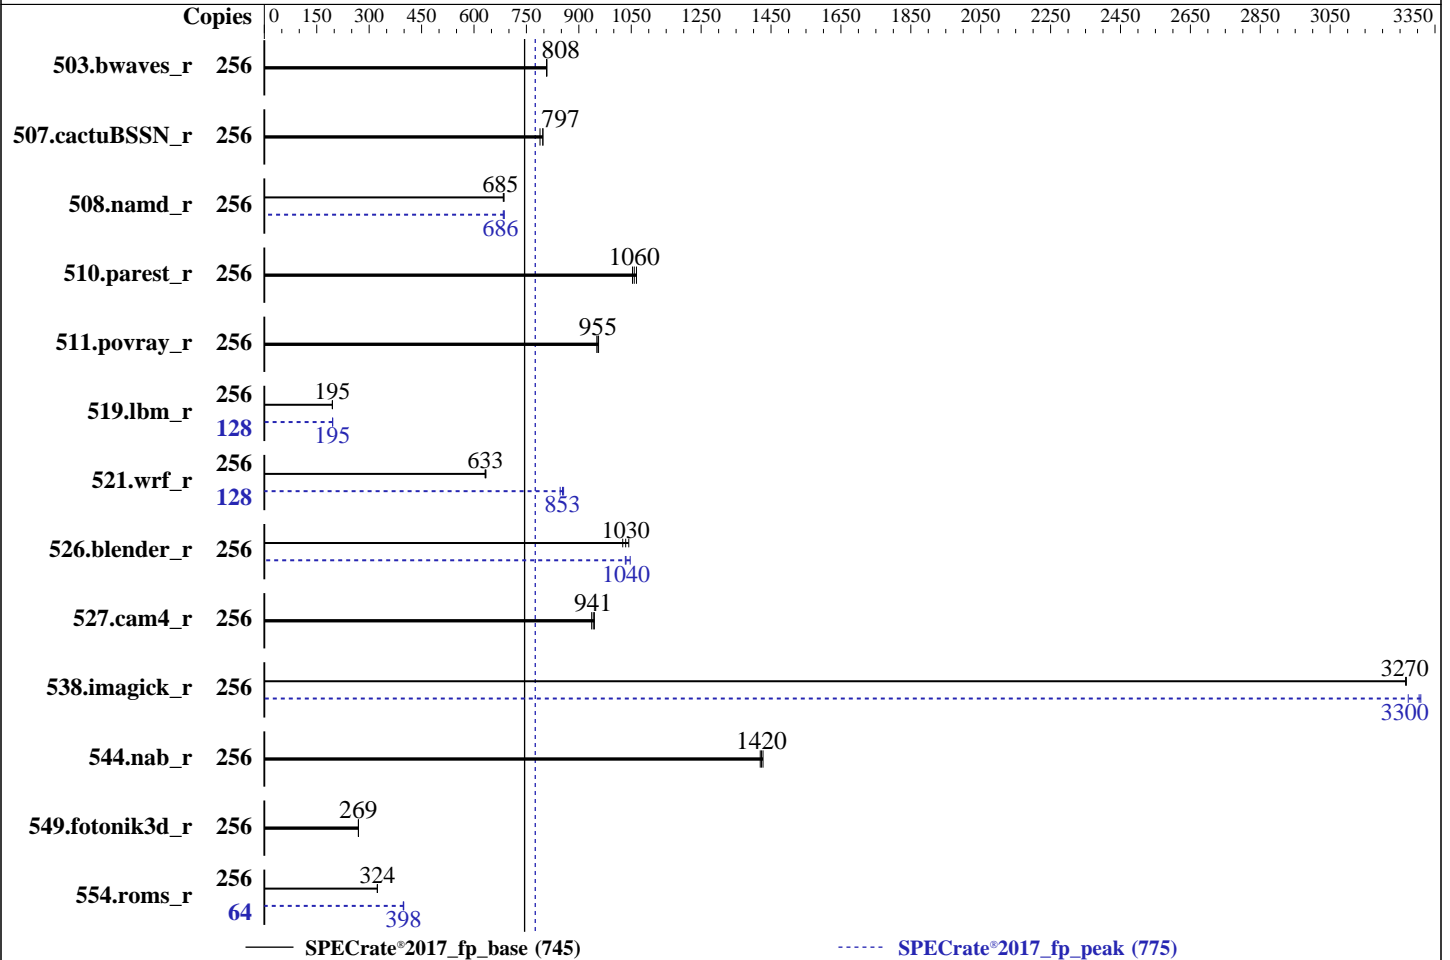 Copies 0 150 300 450 600 750 900 1050 1250 1450 1650 1850 2050 2250 2450 2650 2850 3050 3350
808
503.bwaves_r 256
797
507.cactuBSSN_r 256
685
508.namd_r 256
686
1060
510.parest_r 256
955
511.povray_r 256
256 195
519.lbm_r
128 195
256 633
521.wrf_r
128 853
1030
526.blender_r 256
1040
941
527.cam4_r 256
3270
538.imagick_r 256
3300
1420
544.nab_r 256
269
549.fotonik3d_r 256
256 324
554.roms_r
64 398
SPECrate®2017_fp_base (745) SPECrate®2017_fp_peak (775)